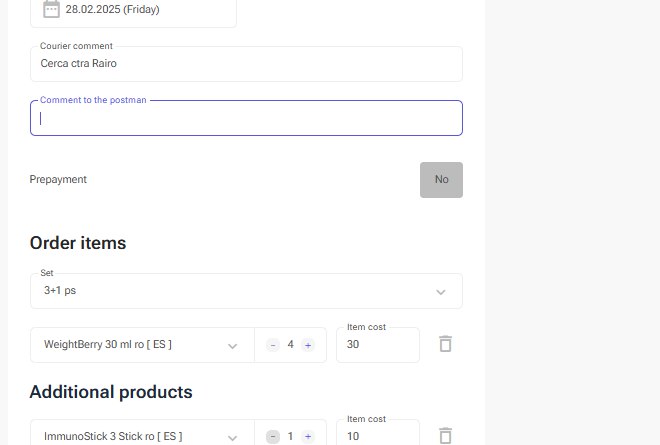 28.02.2025 (Friday)
Courier comment
Cerca ctra Rairo
Comment to the postman
Prepayment
No
Order items
Set
3+1 ps
WeightBerry 30 ml ro [ ES ]
- 4 +
Item cost
30
Additional products
ImmunoStick 3 Stick ro [ ES ]
- 1 +
Item cost
10